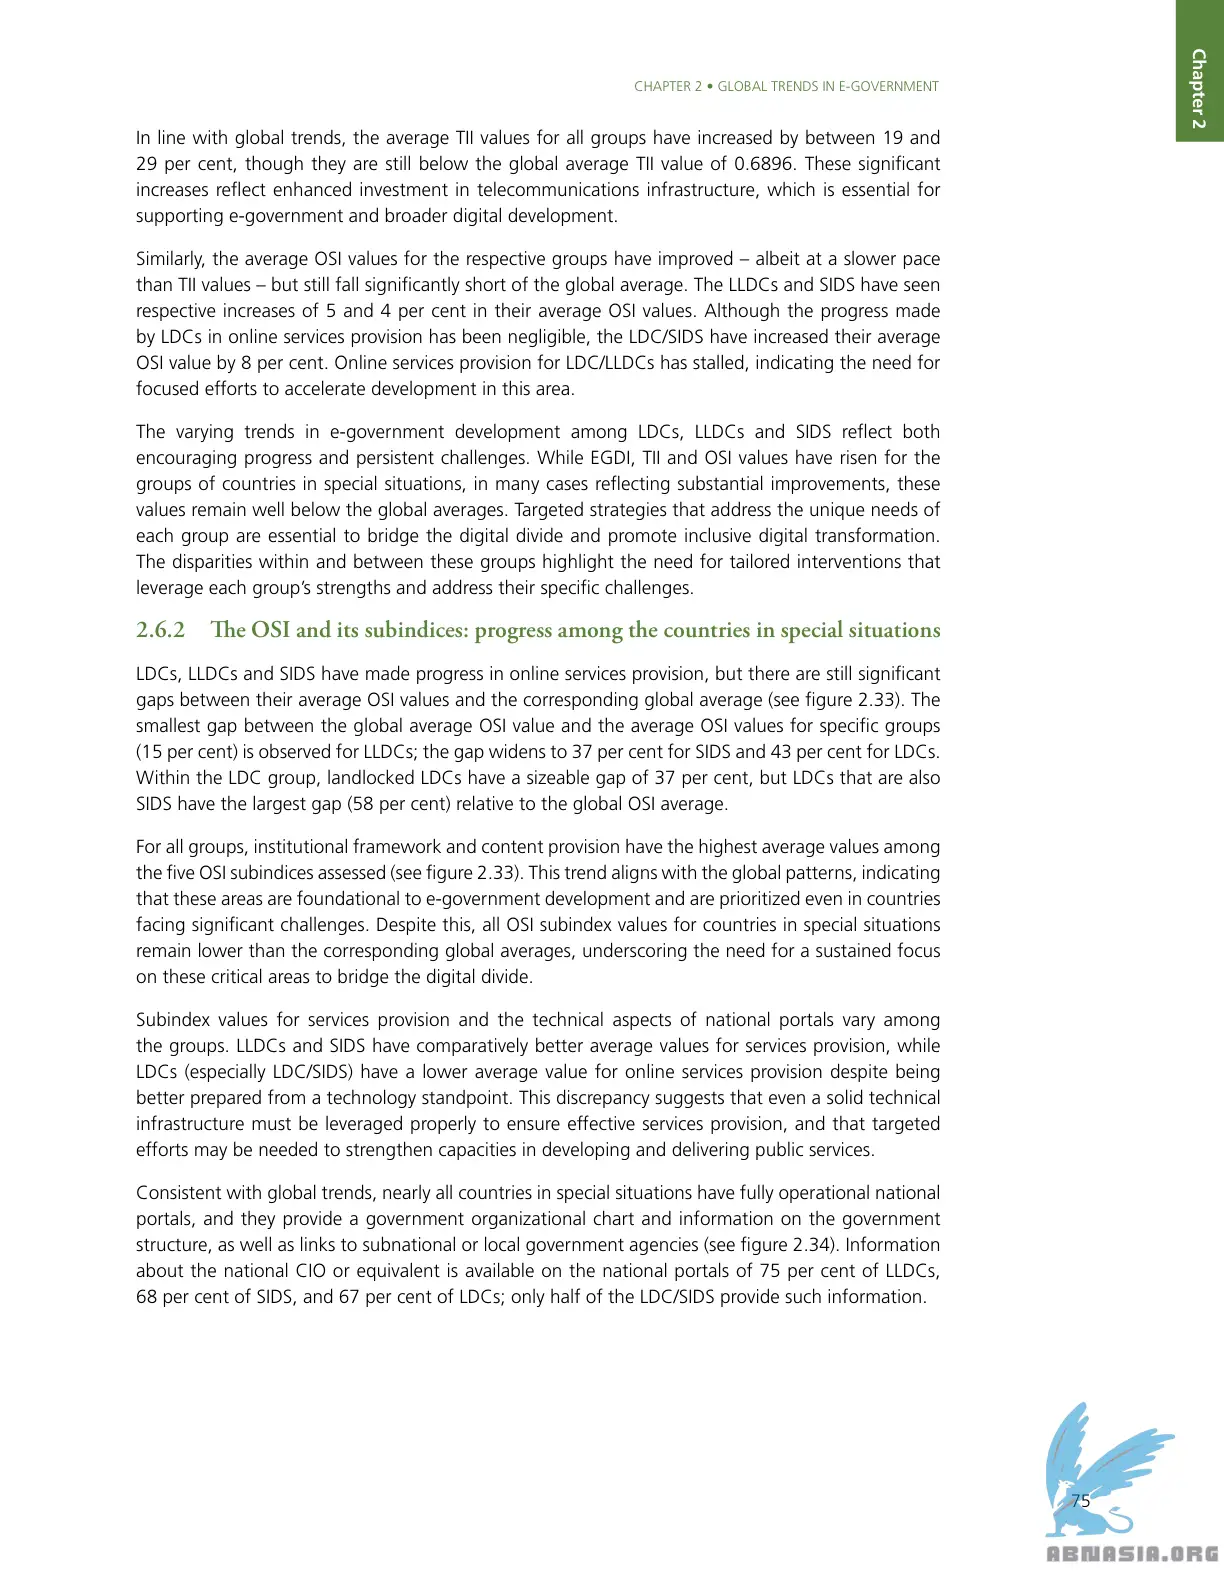 Chapter 2
CHAPTER 2 • GLOBAL TRENDS IN E-GOVERNMENT
In line with global trends, the average TII values for all groups have increased by between 19 and
29 per cent, though they are still below the global average TII value of 0.6896. These significant
increases reflect enhanced investment in telecommunications infrastructure, which is essential for
supporting e-government and broader digital development.
Similarly, the average OSI values for the respective groups have improved – albeit at a slower pace
than TII values – but still fall significantly short of the global average. The LLDCs and SIDS have seen
respective increases of 5 and 4 per cent in their average OSI values. Although the progress made
by LDCs in online services provision has been negligible, the LDC/SIDS have increased their average
OSI value by 8 per cent. Online services provision for LDC/LLDCs has stalled, indicating the need for
focused efforts to accelerate development in this area.
The varying trends in e-government development among LDCs, LLDCs and SIDS reflect both
encouraging progress and persistent challenges. While EGDI, TII and OSI values have risen for the
groups of countries in special situations, in many cases reflecting substantial improvements, these
values remain well below the global averages. Targeted strategies that address the unique needs of
each group are essential to bridge the digital divide and promote inclusive digital transformation.
The disparities within and between these groups highlight the need for tailored interventions that
leverage each group’s strengths and address their specific challenges.
2.6.2 The OSI and its subindices: progress among the countries in special situations
LDCs, LLDCs and SIDS have made progress in online services provision, but there are still significant
gaps between their average OSI values and the corresponding global average (see figure 2.33). The
smallest gap between the global average OSI value and the average OSI values for specific groups
(15 per cent) is observed for LLDCs; the gap widens to 37 per cent for SIDS and 43 per cent for LDCs.
Within the LDC group, landlocked LDCs have a sizeable gap of 37 per cent, but LDCs that are also
SIDS have the largest gap (58 per cent) relative to the global OSI average.
For all groups, institutional framework and content provision have the highest average values among
the five OSI subindices assessed (see figure 2.33). This trend aligns with the global patterns, indicating
that these areas are foundational to e-government development and are prioritized even in countries
facing significant challenges. Despite this, all OSI subindex values for countries in special situations
remain lower than the corresponding global averages, underscoring the need for a sustained focus
on these critical areas to bridge the digital divide.
Subindex values for services provision and the technical aspects of national portals vary among
the groups. LLDCs and SIDS have comparatively better average values for services provision, while
LDCs (especially LDC/SIDS) have a lower average value for online services provision despite being
better prepared from a technology standpoint. This discrepancy suggests that even a solid technical
infrastructure must be leveraged properly to ensure effective services provision, and that targeted
efforts may be needed to strengthen capacities in developing and delivering public services.
Consistent with global trends, nearly all countries in special situations have fully operational national
portals, and they provide a government organizational chart and information on the government
structure, as well as links to subnational or local government agencies (see figure 2.34). Information
about the national CIO or equivalent is available on the national portals of 75 per cent of LLDCs,
68 per cent of SIDS, and 67 per cent of LDCs; only half of the LDC/SIDS provide such information.
75
ABNASIA.ORG